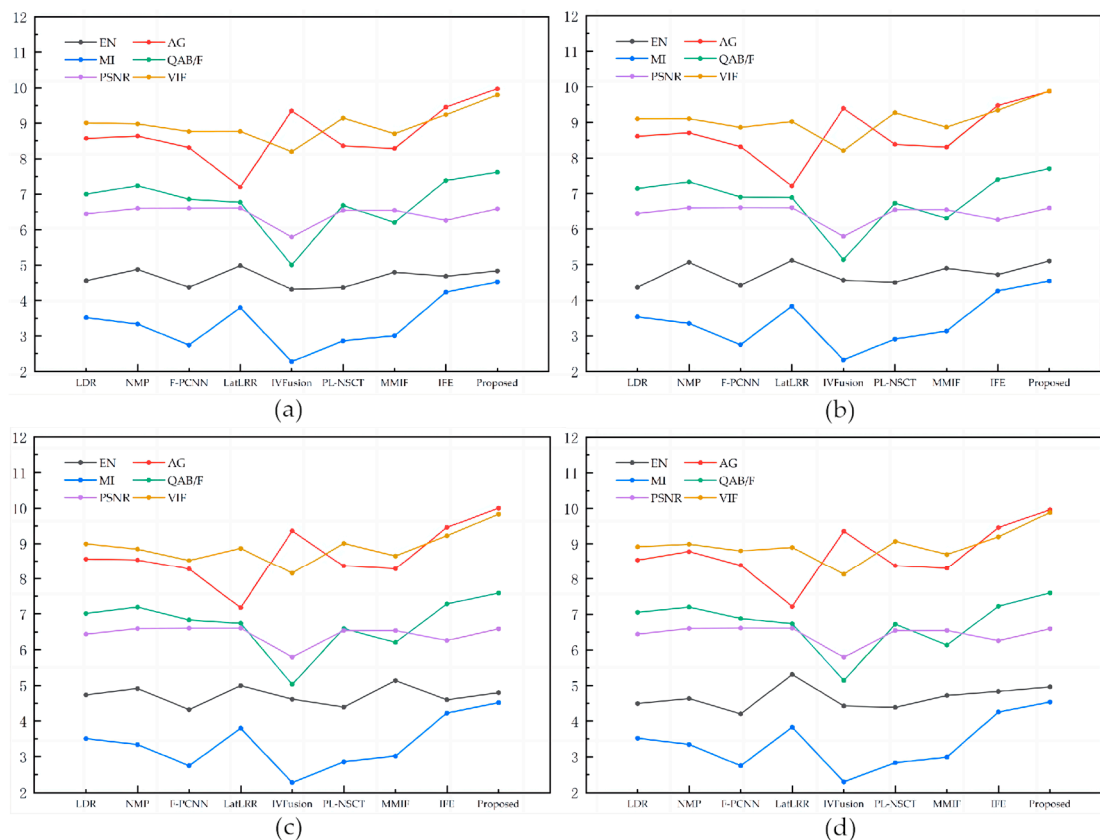 12
11
10
9
8
7
6
5
4
3
2
EN AG
MI QAB/F
PSNR VIF
LDR NMP F-PCNN LatLRR IVFusion PL-NSCT MMIF IFE Proposed
(a)
12
11
10
9
8
7
6
5
4
3
2
EN AG
MI QAB/F
PSNR VIF
LDR NMP F-PCNN LatLRR IVFusion PL-NSCT MMIF IFE Proposed
(b)
12
11
10
9
8
7
6
5
4
3
2
EN AG
MI QAB/F
PSNR VIF
LDR NMP F-PCNN LatLRR IVFusion PL-NSCT MMIF IFE Proposed
(c)
12
11
10
9
8
7
6
5
4
3
2
EN AG
MI QAB/F
PSNR VIF
LDR NMP F-PCNN LatLRR IVFusion PL-NSCT MMIF IFE Proposed
(d)